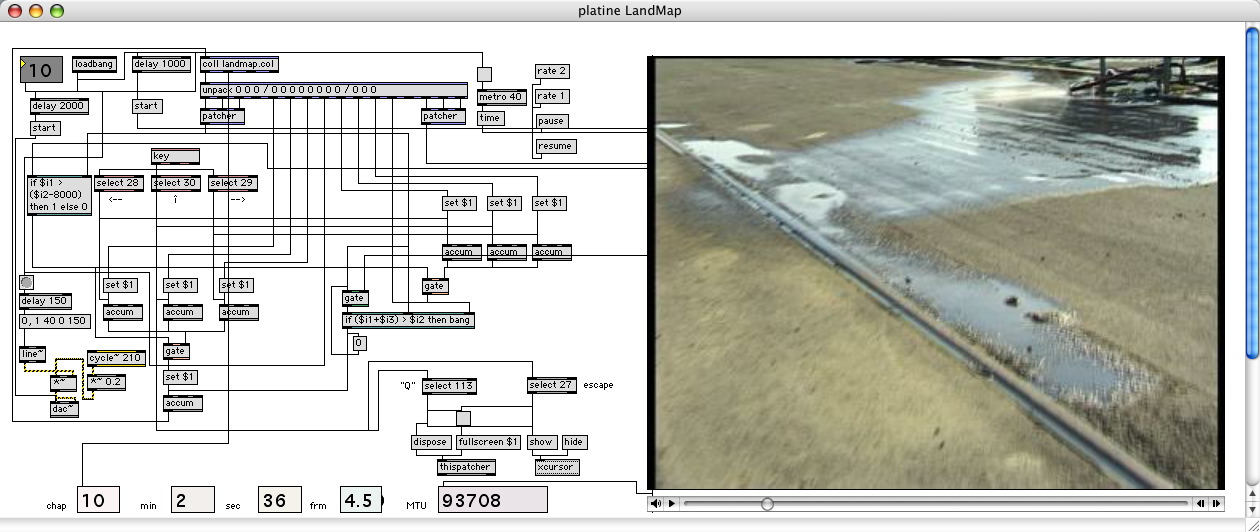 platine LandMap
10
loadbang
delay 1000
coll landmap.col
unpack 0 0 0 / 0 0 0 0 0 0 0 0 / 0 0 0
delay 2000
start
start
patcher
patcher
metro 40
time
rate 2
rate 1
pause
resume
key
if $i1 >
($i2-8000)
then 1 else 0
select 28
select 30
select 29
<--
-->
set $1
set $1
set $1
accum
accum
accum
set $1
set $1
set $1
accum
accum
accum
gate
gate
if ($i1+$i3) > $i2 then bang
0
delay 150
0, 1 40 0 150
line~
cycle~ 210
*~
*~ 0.2
dac~
gate
set $1
accum
"Q"
select 113
select 27
escape
dispose
fullscreen $1
show
hide
thispatcher
xcursor
chap 10
min 2
sec 36
frm 4.5
MTU 93708